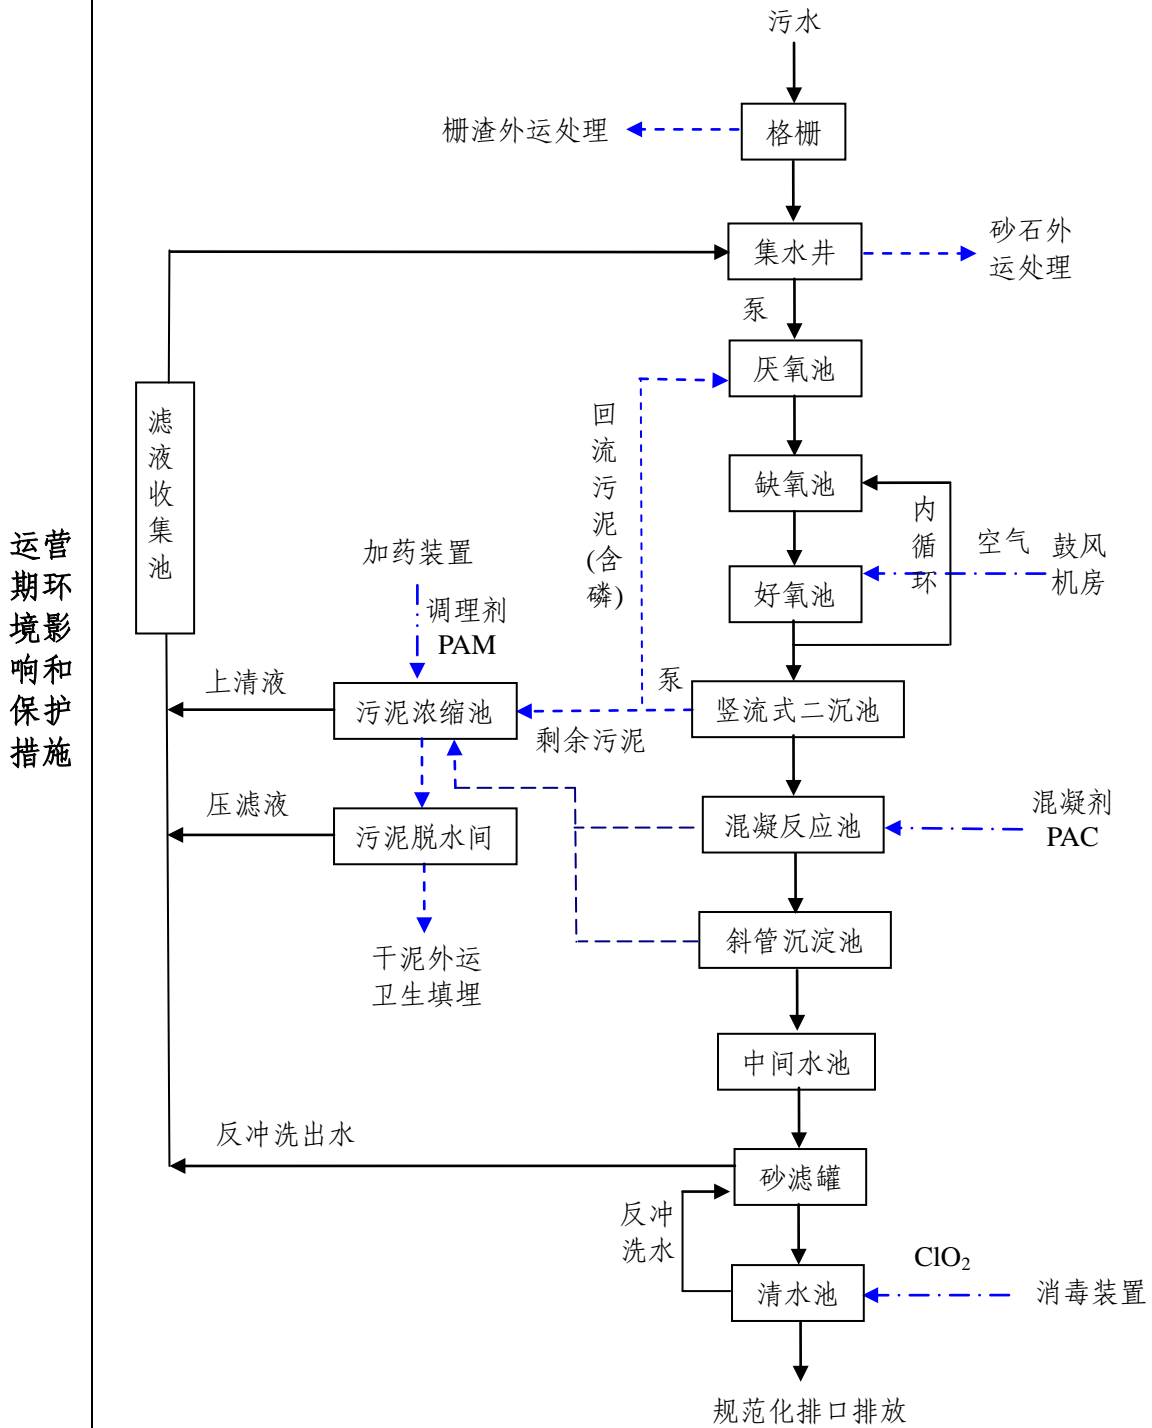 污水
栅渣外运处理
格栅
集水井
砂石外
运处理
泵
厌氧池
滤
液
收
集
池
回
流
污
泥
(含
磷)
缺氧池
内
循
环
空气
鼓风
机房
好氧池
运营
期环
境影
响和
保护
措施
加药装置
调理剂
PAM
上清液
污泥浓缩池
泵
剩余污泥
竖流式二沉池
压滤液
污泥脱水间
混凝反应池
混凝剂
PAC
斜管沉淀池
干泥外运
卫生填埋
中间水池
反冲洗出水
砂滤罐
反冲
洗水
ClO₂
清水池
消毒装置
规范化排口排放